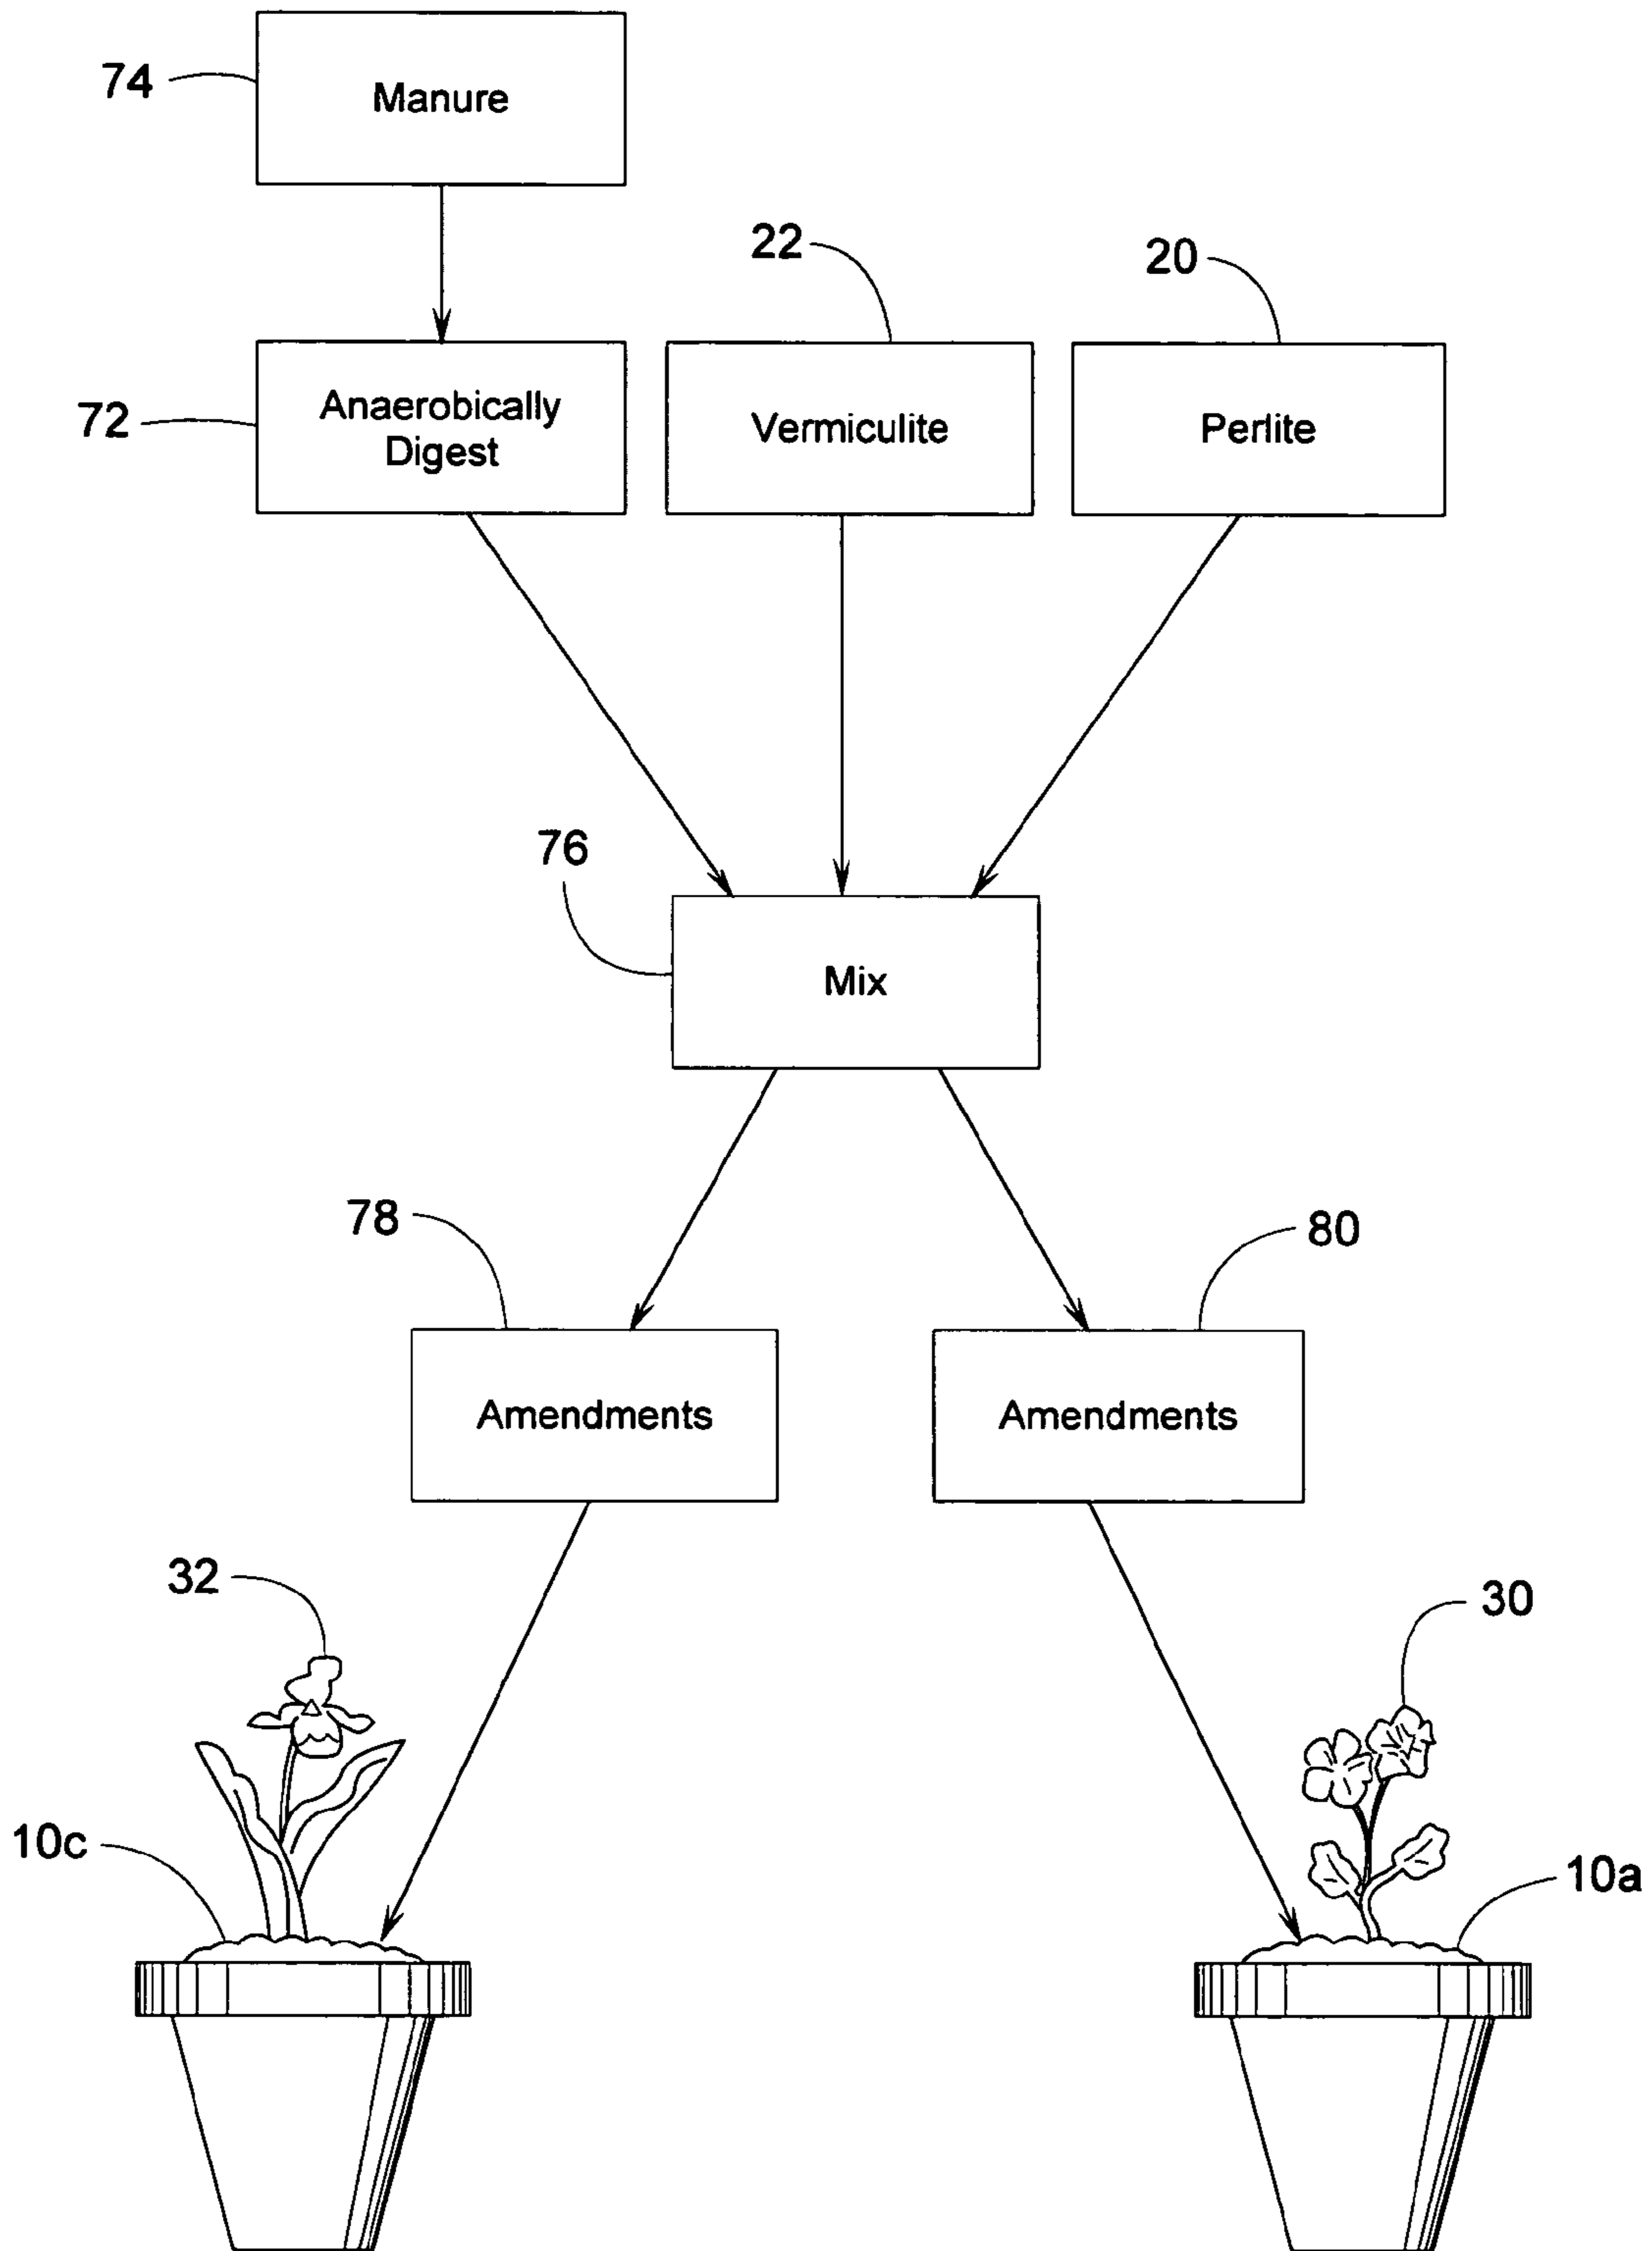 74
Manure
22
20
72
Anaerobically
Digest
Vermiculite
Perlite
76
Mix
78
80
Amendments
Amendments
32
30
10c
10a